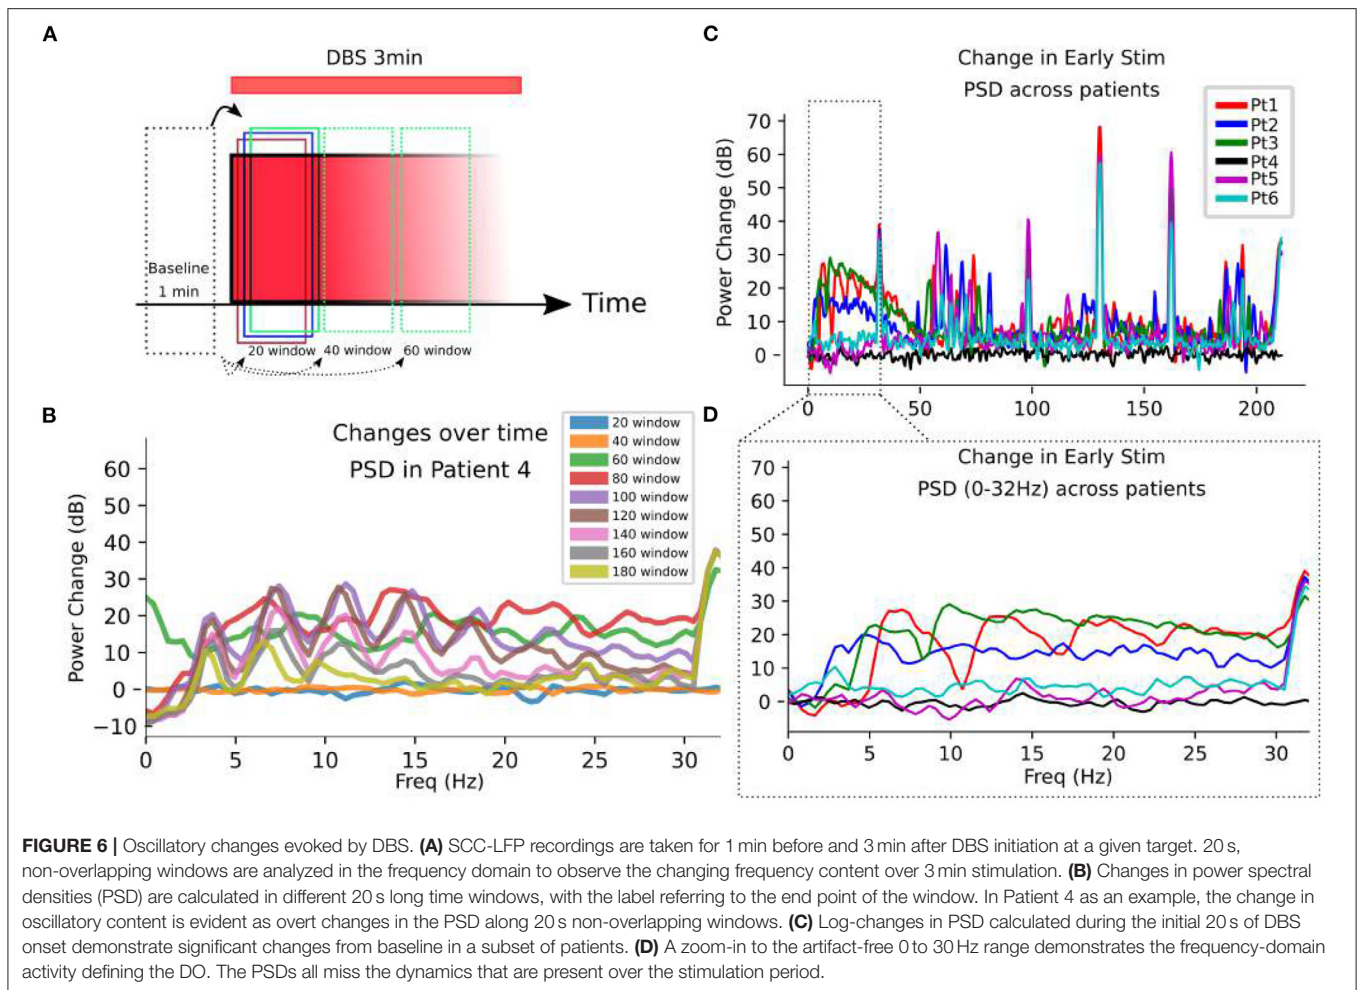 A
DBS 3min
Baseline
1 min
Time
20 window
40 window
60 window
C
Change in Early Stim
PSD across patients
Pt1
Pt2
Pt3
Pt4
Pt5
Pt6
Power Change (dB)
70
60
50
40
30
20
10
0
0
50
100
150
200
B
Changes over time
PSD in Patient 4
20 window
40 window
60 window
80 window
100 window
120 window
140 window
160 window
180 window
Power Change (dB)
60
50
40
30
20
10
0
−10
0
5
10
15
20
25
30
Freq (Hz)
D
Change in Early Stim
PSD (0-32Hz) across patients
Power Change (dB)
70
60
50
40
30
20
10
0
0
5
10
15
20
25
30
Freq (Hz)
FIGURE 6 | Oscillatory changes evoked by DBS. (A) SCC-LFP recordings are taken for 1 min before and 3 min after DBS initiation at a given target. 20 s,
non-overlapping windows are analyzed in the frequency domain to observe the changing frequency content over 3 min stimulation. (B) Changes in power spectral
densities (PSD) are calculated in different 20 s long time windows, with the label referring to the end point of the window. In Patient 4 as an example, the change in
oscillatory content is evident as overt changes in the PSD along 20 s non-overlapping windows. (C) Log-changes in PSD calculated during the initial 20 s of DBS
onset demonstrate significant changes from baseline in a subset of patients. (D) A zoom-in to the artifact-free 0 to 30 Hz range demonstrates the frequency-domain
activity defining the DO. The PSDs all miss the dynamics that are present over the stimulation period.